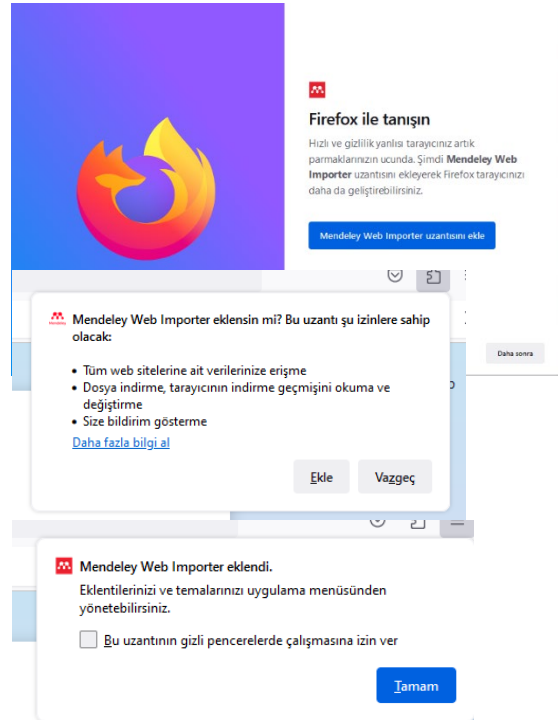 Firefox ile tanışın
Hızlı ve gizlilik yanlısı tarayıcınız artık
parmaklarınızın ucunda. Şimdi Mendeley Web
Importer uzantısını ekleyerek Firefox tarayıcınızı
daha da geliştirebilirsiniz.
Mendeley Web Importer uzantısını ekle
Mendeley Web Importer eklensin mi? Bu uzantı şu izinlere sahip
olacak:
• Tüm web sitelerine ait verilerinize erişme
• Dosya indirme, tarayıcının indirme geçmişini okuma ve
değiştirme
• Size bildirim gösterme
Daha fazla bilgi al
Ekle
Vazgeç
Daha sonra
Mendeley Web Importer eklendi.
Eklentilerinizi ve temalarınızı uygulama menüsünden
yönetebilirsiniz.
Bu uzantının gizli pencerelerde çalışmasına izin ver
Tamam